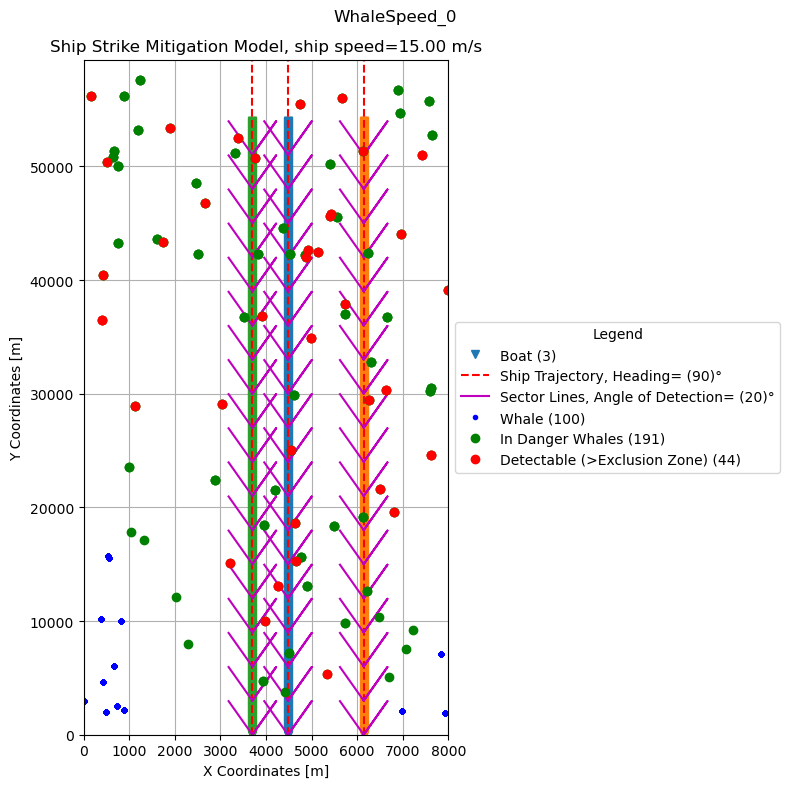 WhaleSpeed_0
Ship Strike Mitigation Model, ship speed=15.00 m/s
Y Coordinates [m]
50000
40000
30000
20000
10000
0
0 1000 2000 3000 4000 5000 6000 7000 8000
X Coordinates [m]
Legend
Boat (3)
Ship Trajectory, Heading= (90)°
Sector Lines, Angle of Detection= (20)°
Whale (100)
In Danger Whales (191)
Detectable (>Exclusion Zone) (44)